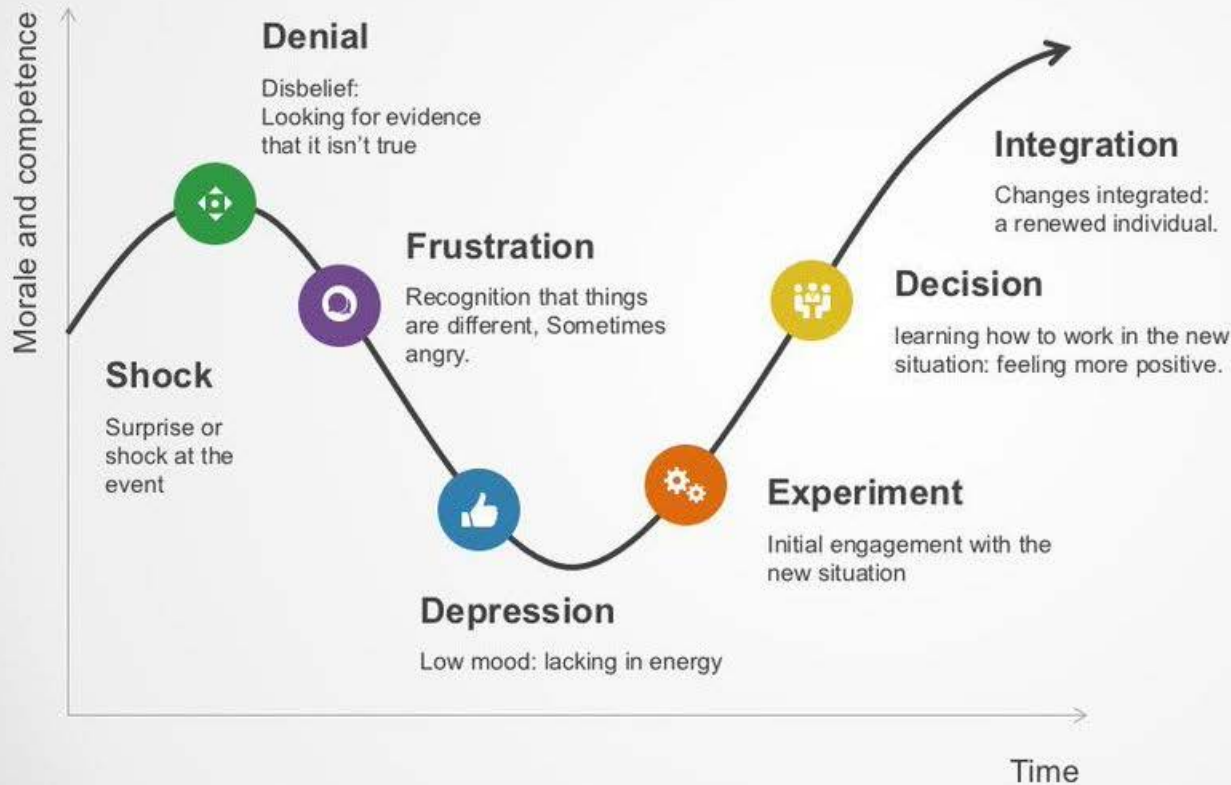 Morale and competence
Denial
Disbelief:
Looking for evidence
that it isn't true
Shock
Surprise or
shock at the
event
Frustration
Recognition that things
are different, Sometimes
angry.
Depression
Low mood: lacking in energy
Experiment
Initial engagement with the
new situation
Decision
learning how to work in the new
situation: feeling more positive.
Integration
Changes integrated:
a renewed individual.
Time